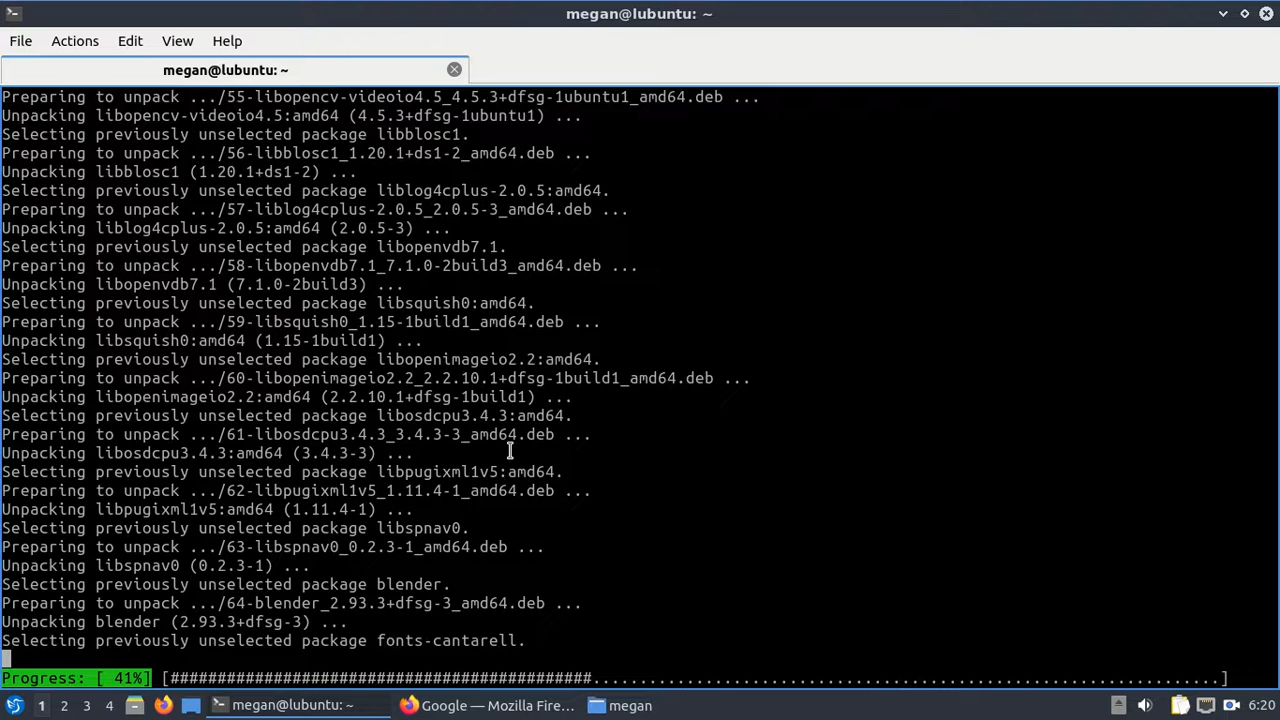 megan@lubuntu: ~
File Actions Edit View Help
megan@lubuntu: ~
Preparing to unpack .../55-libopencv-videoio4.5_4.5.3+dfsg-1ubuntu1_amd64.deb ...
Unpacking libopencv-videoio4.5:amd64 (4.5.3+dfsg-1ubuntu1) ...
Selecting previously unselected package libblosc1.
Preparing to unpack .../56-libblosc1_1.20.1+ds1-2_amd64.deb ...
Unpacking libblosc1 (1.20.1+ds1-2) ...
Selecting previously unselected package liblog4cplus-2.0.5:amd64.
Preparing to unpack .../57-liblog4cplus-2.0.5_2.0.5-3_amd64.deb ...
Unpacking liblog4cplus-2.0.5:amd64 (2.0.5-3) ...
Selecting previously unselected package libopenvdb7.1.
Preparing to unpack .../58-libopenvdb7.1_7.1.0-2build3_amd64.deb ...
Unpacking libopenvdb7.1 (7.1.0-2build3) ...
Selecting previously unselected package libsquish0:amd64.
Preparing to unpack .../59-libsquish0_1.15-1build1_amd64.deb ...
Unpacking libsquish0:amd64 (1.15-1build1) ...
Selecting previously unselected package libopenimageio2.2:amd64.
Preparing to unpack .../60-libopenimageio2.2_2.2.10.1+dfsg-1build1_amd64.deb ...
Unpacking libopenimageio2.2:amd64 (2.2.10.1+dfsg-1build1) ...
Selecting previously unselected package libosdcpu3.4.3:amd64.
Preparing to unpack .../61-libosdcpu3.4.3_3.4.3-3_amd64.deb ...
Unpacking libosdcpu3.4.3:amd64 (3.4.3-3) ...
Selecting previously unselected package libpugixml1v5:amd64.
Preparing to unpack .../62-libpugixml1v5_1.11.4-1_amd64.deb ...
Unpacking libpugixml1v5:amd64 (1.11.4-1) ...
Selecting previously unselected package libspnav0.
Preparing to unpack .../63-libspnav0_0.2.3-1_amd64.deb ...
Unpacking libspnav0 (0.2.3-1) ...
Selecting previously unselected package blender.
Preparing to unpack .../64-blender_2.93.3+dfsg-3_amd64.deb ...
Unpacking blender (2.93.3+dfsg-3) ...
Selecting previously unselected package fonts-cantarell.
Progress: [ 41%] [#############################################...................................................................]
1 2 3 4 megan@lubuntu: ~ Google — Mozilla Fire... megan 6:20